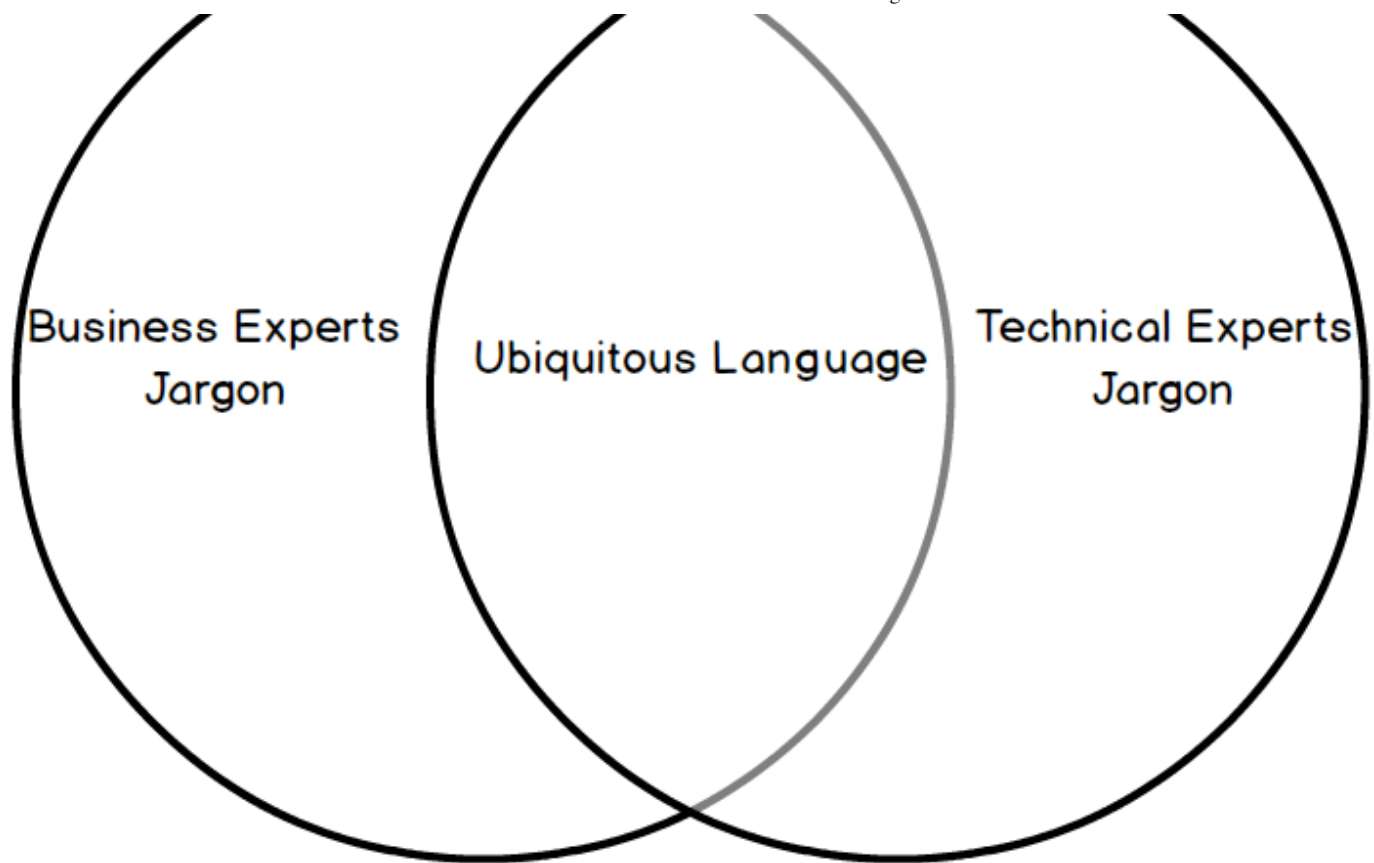 Business Experts
Jargon
Ubiquitous Language
Technical Experts
Jargon